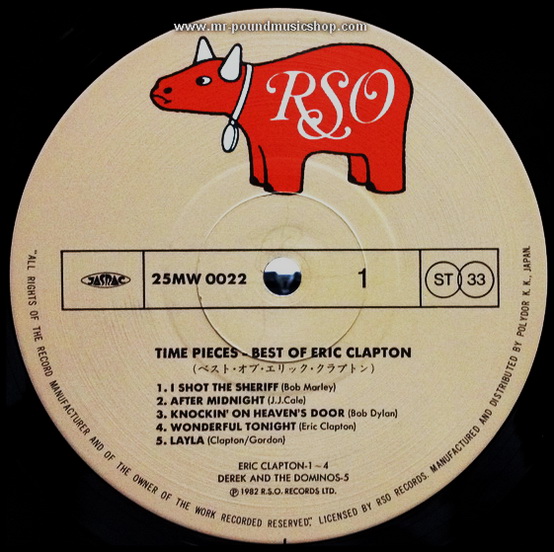 www.mr-poundmusicshop.com
RSO
JASRAC
25MW 0022
1
ST 33
TIME PIECES - BEST OF ERIC CLAPTON
(ベスト・オブ・エリック・クラプトン)
1. I SHOT THE SHERIFF (Bob Marley)
2. AFTER MIDNIGHT (J.J.Cale)
3. KNOCKIN' ON HEAVEN'S DOOR (Bob Dylan)
4. WONDERFUL TONIGHT (Eric Clapton)
5. LAYLA (Clapton/Gordon)
ERIC CLAPTON-1~4
DEREK AND THE DOMINOS-5
Ⓟ 1982 R.S.O. RECORDS LTD.
"ALL RIGHTS OF THE RECORD MANUFACTURER AND OF THE OWNER OF THE WORK RECORDED RESERVED", LICENSED BY RSO RECORDS. MANUFACTURED AND DISTRIBUTED BY POLYDOR K. K., JAPAN.